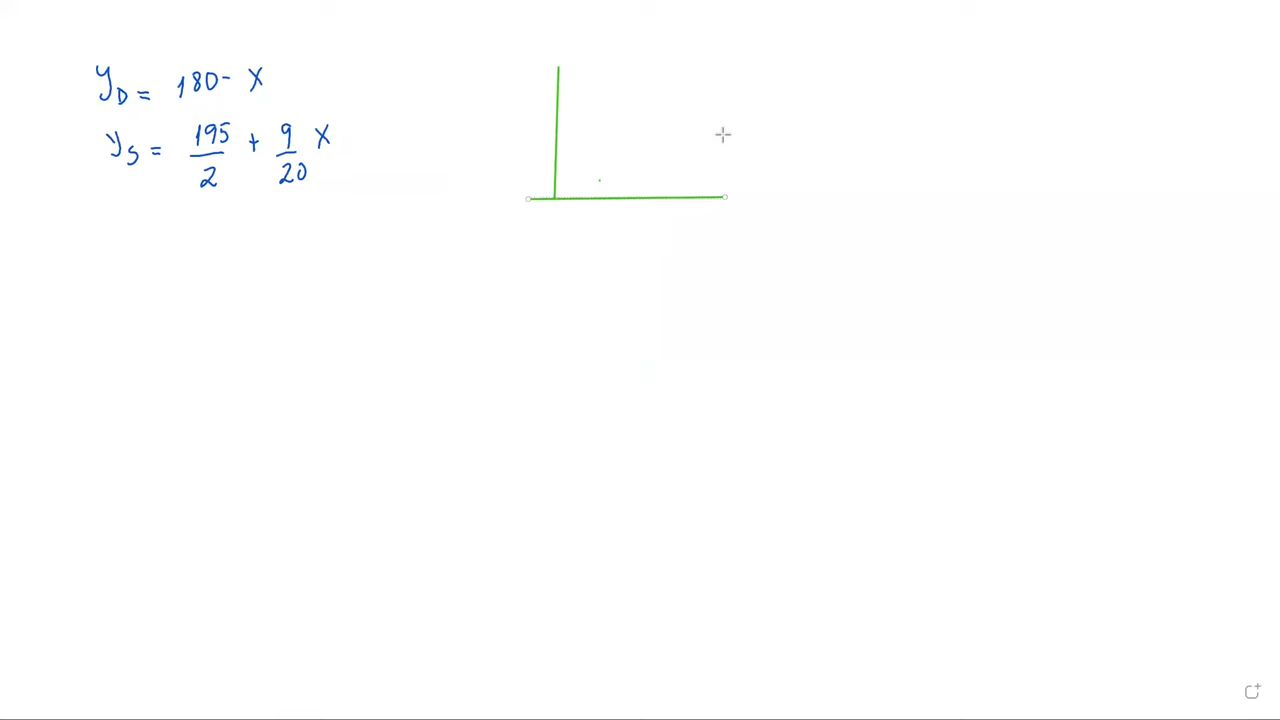 y_D = 180 - x
y_S = 195/2 + 9/20 x